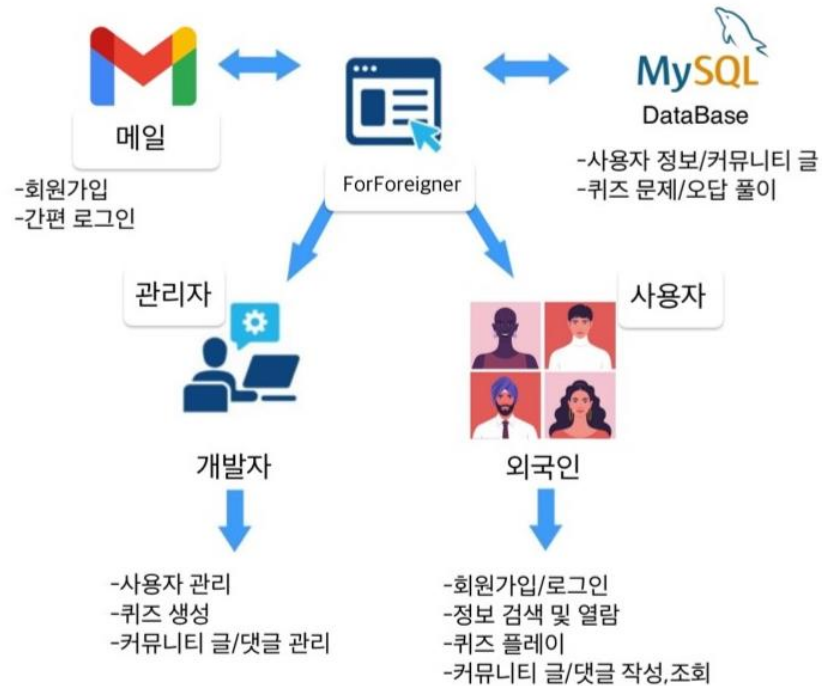 메일
-회원가입
-간편 로그인
ForForeigner
MySQL
DataBase
-사용자 정보/커뮤니티 글
-퀴즈 문제/오답 풀이
관리자
개발자
-사용자 관리
-퀴즈 생성
-커뮤니티 글/댓글 관리
사용자
외국인
-회원가입/로그인
-정보 검색 및 열람
-퀴즈 플레이
-커뮤니티 글/댓글 작성,조회